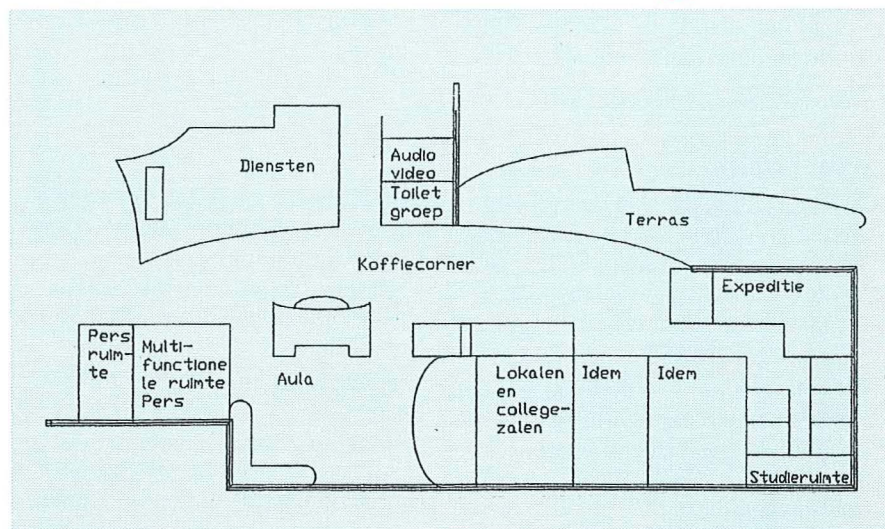 Diensten
Audio
video
Toilet
groep
Terras
Koffiecorner
Expeditie
Pers
ruim-
te
Multi-
functione
le ruimte
Pers
Aula
Lokalen
en
college-
zalen
Idem
Idem
Studieruimte